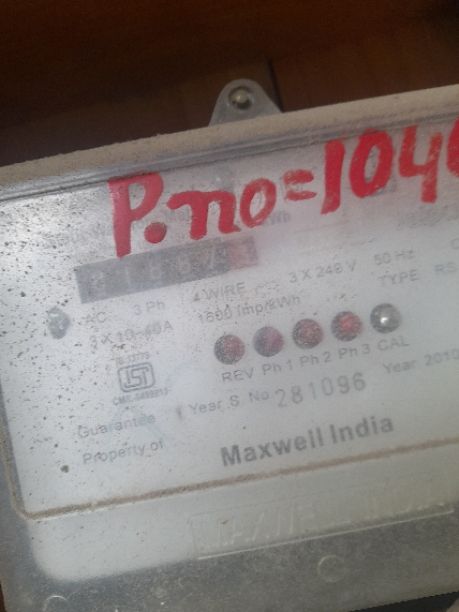 P.no=104
AC 3 Ph 4 WIRE 3 X 240 V 50 Hz
3 X 10-40A 1600 Imp/kWh TYPE RS
REV Ph 1 Ph 2 Ph 3 CAL
Guarantee 1 Year S. No 281096 Year 2010
Property of
Maxwell India